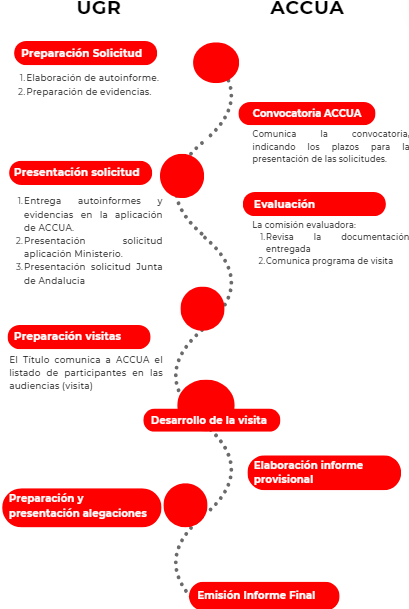 UGR
ACCUA
Preparación Solicitud
1.Elaboración de autoinforme.
2.Preparación de evidencias.
Convocatoria ACCUA
Comunica la convocatoria,
indicando los plazos para la
presentación de las solicitudes.
Presentación solicitud
1.Entrega autoinformes y
evidencias en la aplicación
de ACCUA.
2.Presentación solicitud
aplicación Ministerio.
3.Presentación solicitud Junta
de Andalucia
Evaluación
La comisión evaluadora:
1.Revisa la documentación
entregada
2.Comunica programa de visita
Preparación visitas
El Título comunica a ACCUA el
listado de participantes en las
audiencias (visita)
Desarrollo de la visita
Elaboración informe
provisional
Preparación y
presentación alegaciones
Emisión Informe Final